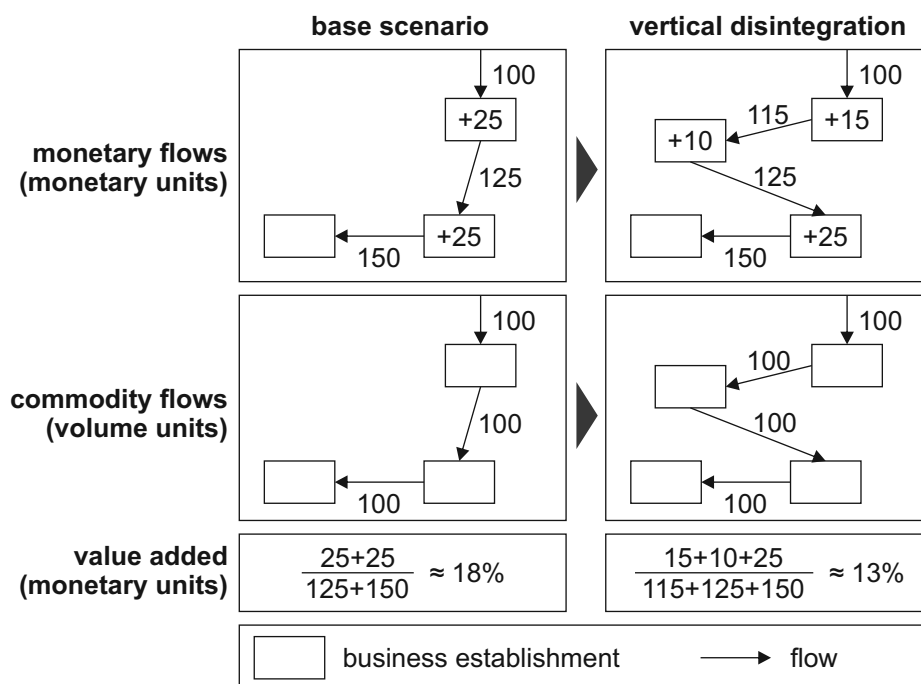 base scenario
vertical disintegration
monetary flows
(monetary units)
100
+25
125
+25
150
100
+15
115
+10
125
+25
150
commodity flows
(volume units)
100
100
100
100
100
100
100
value added
(monetary units)
25+25
125+150
≈ 18%
15+10+25
115+125+150
≈ 13%
business establishment
flow